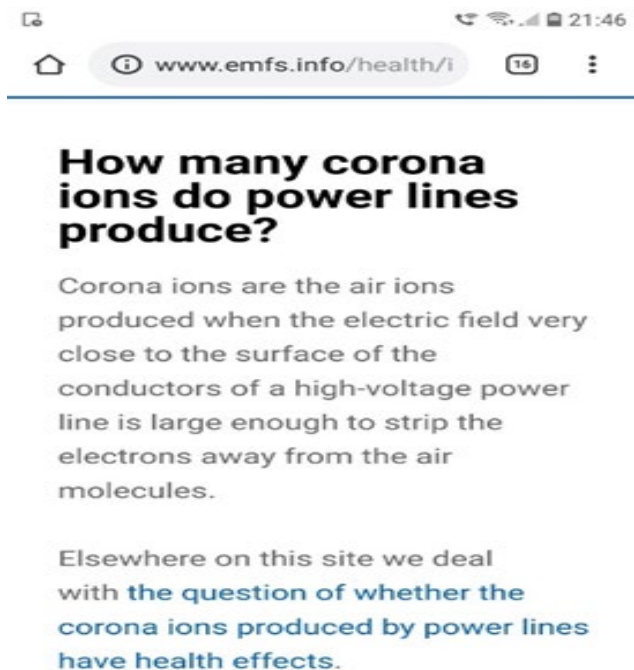 21:46
www.emfs.info/health/i
16
How many corona
ions do power lines
produce?
Corona ions are the air ions
produced when the electric field very
close to the surface of the
conductors of a high-voltage power
line is large enough to strip the
electrons away from the air
molecules.
Elsewhere on this site we deal
with the question of whether the
corona ions produced by power lines
have health effects.